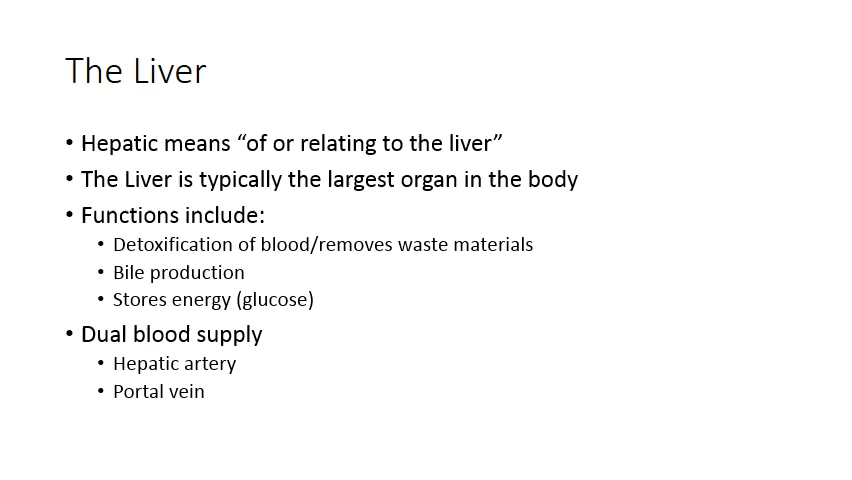 The Liver
• Hepatic means “of or relating to the liver”
• The Liver is typically the largest organ in the body
• Functions include:
• Detoxification of blood/removes waste materials
• Bile production
• Stores energy (glucose)
• Dual blood supply
• Hepatic artery
• Portal vein